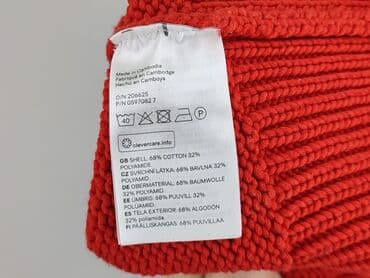 Made in Cambodia
Fabriqué en Cambodge
Hecho en Camboya
D/N 206625
P/N 0597082 7
40
P
clevercare.info
GB SHELL: 68% COTTON 32%
POLYAMIDE.
CZ SVRCHNÍ LÁTKA: 68% BAVLNA 32%
POLYAMID.
DE OBERMATERIAL: 68% BAUMWOLLE
32% POLYAMID.
EE ÜMBRIS: 68% PUUVILL 32%
POLÜAMIID.
ES TELA EXTERIOR: 68% ALGODÓN
32% poliamida.
FI PÄÄLLISKANGAS: 68% PUUVILLAA